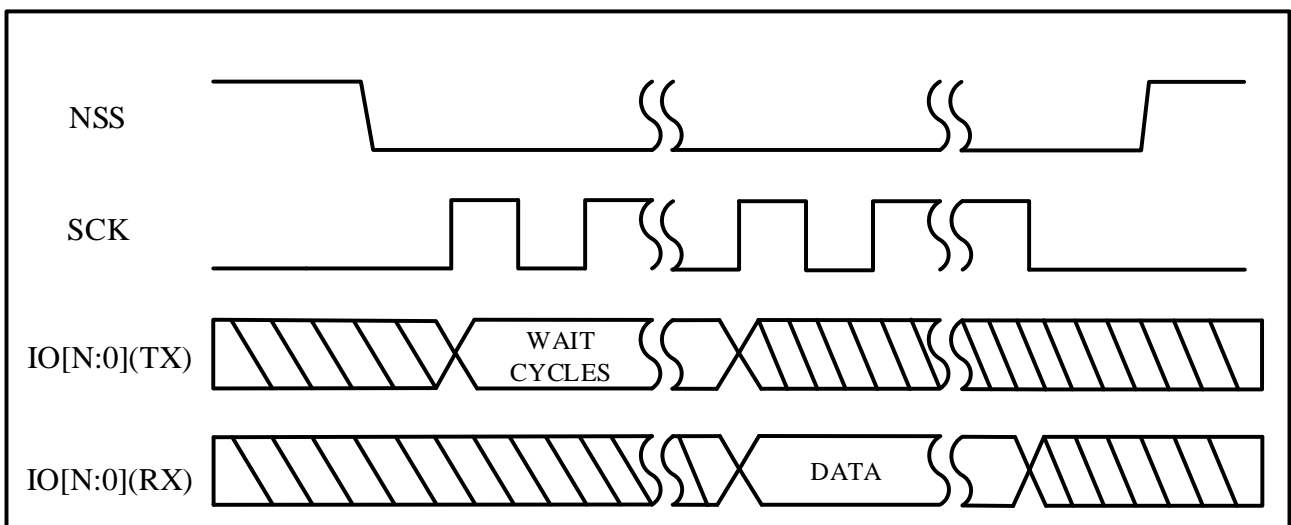 NSS
SCK
IO[N:0](TX)
WAIT
CYCLES
IO[N:0](RX)
DATA